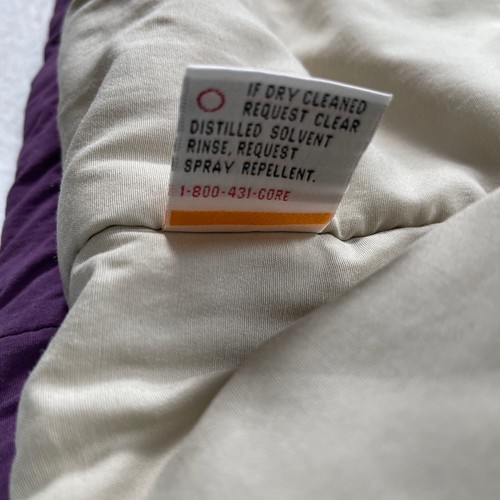 IF DRY CLEANED
REQUEST CLEAR
DISTILLED SOLVENT
RINSE, REQUEST
SPRAY REPELLENT.
1-800-431-GORE